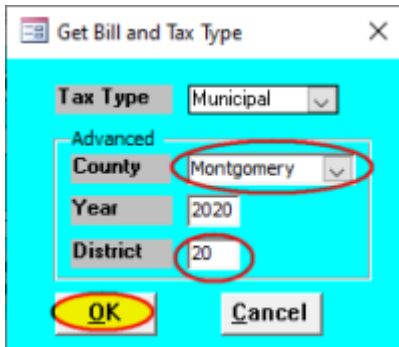 Get Bill and Tax Type
Tax Type Municipal
Advanced
County Montgomery
Year 2020
District 20
OK Cancel